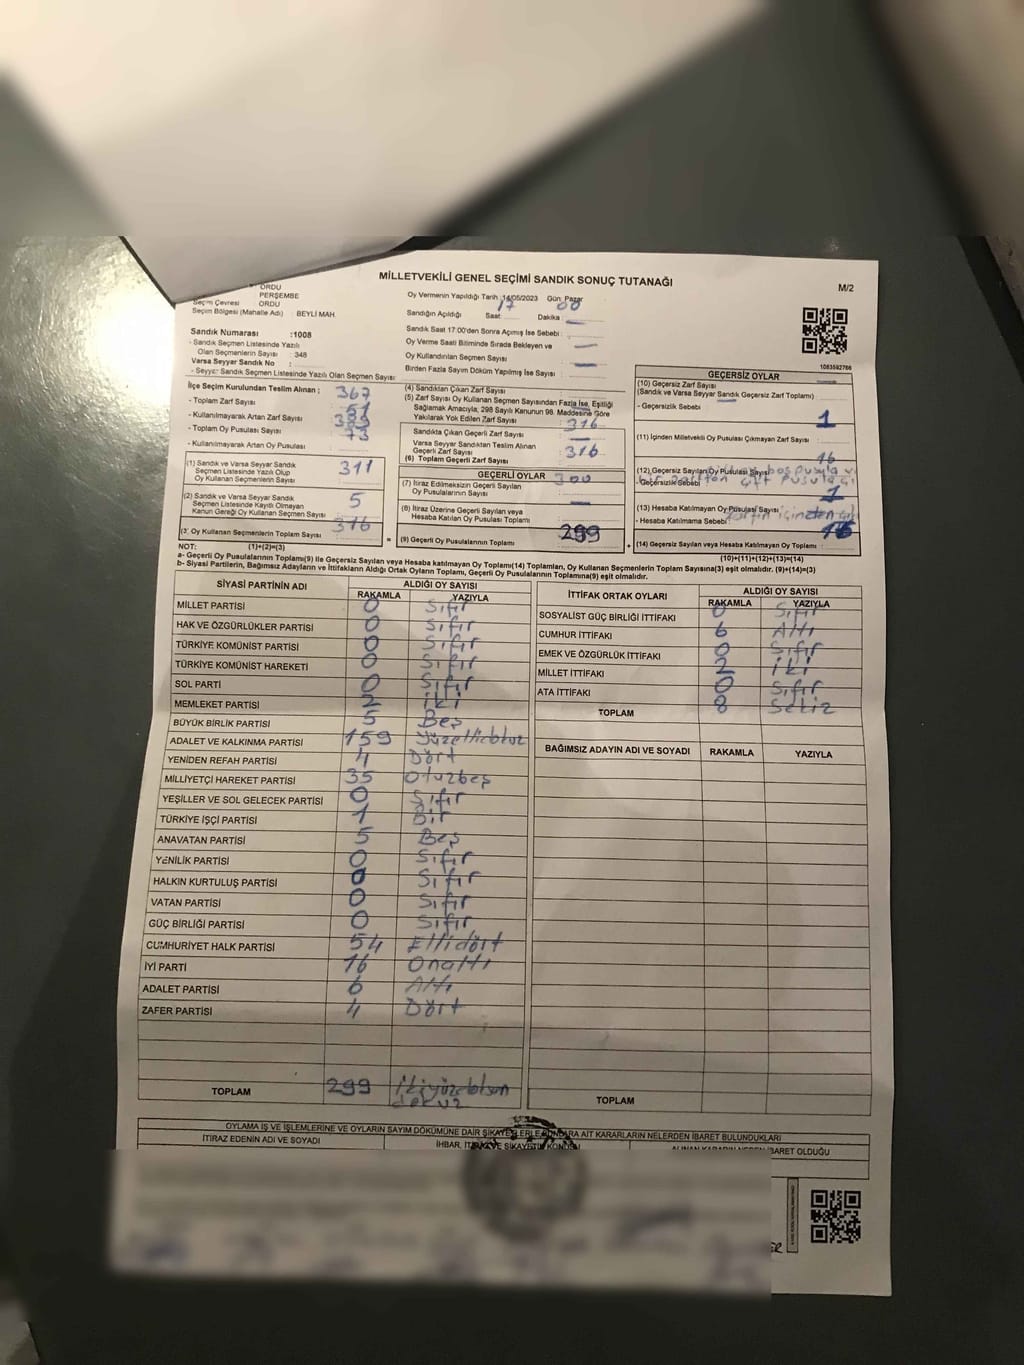 MİLLETVEKİLİ GENEL SEÇİMİ SANDIK SONUÇ TUTANAĞI
M/2
ORDU
PERŞEMBE
Seçim Çevresi ORDU
Seçim Bölgesi (Mahalle Adı) : BEYLİ MAH.
Sandık Numarası :1008
- Sandık Seçmen Listesinde Yazılı
Olan Seçmenlerin Sayısı : 348
Varsa Seyyar Sandık No :
- Seyyar Sandık Seçmen Listesinde Yazılı Olan Seçmen Sayısı
Oy Vermenin Yapıldığı Tarih :14/05/2023 Gün: Pazar
Sandığın Açıldığı Saat: 17 Dakika : 00
Sandık Saat 17:00'den Sonra Açımış İse Sebebi :
Oy Verme Saati Bitiminde Sırada Bekleyen ve
Oy Kullandırılan Seçmen Sayısı
Birden Fazla Sayım Döküm Yapılmış İse Sayısı
1083592766
İlçe Seçim Kurulundan Teslim Alınan ;
- Toplam Zarf Sayısı 367
- Kullanılmayarak Artan Zarf Sayısı 51
- Toplam Oy Pusulası Sayısı
- Kullanılmayarak Artan Oy Pusulası 73
(1) Sandık ve Varsa Seyyar Sandık
Seçmen Listesinde Yazılı Olup
Oy Kullanan Seçmen Sayısı 311
(2) Sandık ve Varsa Seyyar Sandık
Seçmen Listesinde Kayıtlı Olmayan
Kanun Gereği Oy Kullanan Seçmen Sayısı 5
(3) Oy Kullanan Seçmenlerin Toplam Sayısı 316
(1)+(2)=(3)
(4) Sandıktan Çıkan Zarf Sayısı
(5) Zarf Sayısı Oy Kullanan Seçmen Sayısından Fazla İse, Eşitliği
Sağlamak Amacıyla, 298 Sayılı Kanunun 98. Maddesine Göre
Yakılarak Yok Edilen Zarf Sayısı
Sandıkta Çıkan Geçerli Zarf Sayısı 316
Varsa Seyyar Sandıktan Teslim Alınan
Geçerli Zarf Sayısı
(6) Toplam Geçerli Zarf Sayısı 316
GEÇERLİ OYLAR
(7) İtiraz Edilmeksizin Geçerli Sayılan
Oy Pusulalarının Sayısı 300
(8) İtiraz Üzerine Geçerli Sayılan veya
Hesaba Katılan Oy Pusulası Toplamı
(9) Geçerli Oy Pusulalarının Toplamı 299
GEÇERSİZ OYLAR
(10) Geçersiz Zarf Sayısı
(Sandık ve Varsa Seyyar Sandık Geçersiz Zarf Toplamı)
- Geçersizlik Sebebi
(11) İçinden Milletvekili Oy Pusulası Çıkmayan Zarf Sayısı 1
(12) Geçersiz Sayılan Oy Pusulası Sayısı 16
-Geçersizlik Sebebi
(13) Hesaba Katılmayan Oy Pusulası Sayısı 1
- Hesaba Katılmama Sebebi
(14) Geçersiz Sayılan veya Hesaba Katılmayan Oy Toplamı
(10)+(11)+(12)+(13)=(14)
NOT:
a- Geçerli Oy Pusulalarının Toplamı(9) ile Geçersiz Sayılan veya Hesaba Katılmayan Oy Toplamı(14) Toplamları, Oy Kullanan Seçmenlerin Toplam Sayısına(3) eşit olmalıdır. (9)+(14)=(3)
b- Siyasi Partilerin, Bağımsız Adayların ve İttifakların Aldığı Ortak Oyların Toplamı, Geçerli Oy Pusulalarının Toplamına(9) eşit olmalıdır.
SİYASİ PARTİNİN ADI ALDIĞI OY SAYISI
RAKAMLA YAZIYLA
MİLLET PARTİSİ 0 Sıfır
HAK VE ÖZGÜRLÜKLER PARTİSİ 0 Sıfır
TÜRKİYE KOMÜNİST PARTİSİ 0 Sıfır
TÜRKİYE KOMÜNİST HAREKETİ 0 Sıfır
SOL PARTİ 0 Sıfır
MEMLEKET PARTİSİ 2 İki
BÜYÜK BİRLİK PARTİSİ 5 Beş
ADALET VE KALKINMA PARTİSİ 159
YENİDEN REFAH PARTİSİ 4 Dört
MİLLİYETÇİ HAREKET PARTİSİ 35 Otuzbeş
YEŞİLLER VE SOL GELECEK PARTİSİ 0 Sıfır
TÜRKİYE İŞÇİ PARTİSİ 1 Bir
ANAVATAN PARTİSİ 5 Beş
YENİLİK PARTİSİ 0 Sıfır
HALKIN KURTULUŞ PARTİSİ 0 Sıfır
VATAN PARTİSİ 0 Sıfır
GÜÇ BİRLİĞİ PARTİSİ 0 Sıfır
CUMHURİYET HALK PARTİSİ 54 Ellidört
İYİ PARTİ 16 Onaltı
ADALET PARTİSİ 6 Altı
ZAFER PARTİSİ 4 Dört
TOPLAM 299 İkiyüzdoksan
dokuz
İTTİFAK ORTAK OYLARI ALDIĞI OY SAYISI
RAKAMLA YAZIYLA
SOSYALİST GÜÇ BİRLİĞİ İTTİFAKI 0 Sıfır
CUMHUR İTTİFAKI 6 Altı
EMEK VE ÖZGÜRLÜK İTTİFAKI 0 Sıfır
MİLLET İTTİFAKI 2 İki
ATA İTTİFAKI 0 Sıfır
TOPLAM 8 Sekiz
BAĞIMSIZ ADAYIN ADI VE SOYADI RAKAMLA YAZIYLA
TOPLAM
OYLAMA İŞ VE İŞLEMLERİNE VE OYLARIN SAYIM DÖKÜMÜNE DAİR ŞİKAYETLERLE BUNLARA AİT KARARLARIN NELERDEN İBARET BULUNDUKLARI
İTİRAZ EDENİN ADI VE SOYADI
İHBAR, İTİRAZ VE ŞİKAYETİN KONUSU
İBARET OLDUĞU